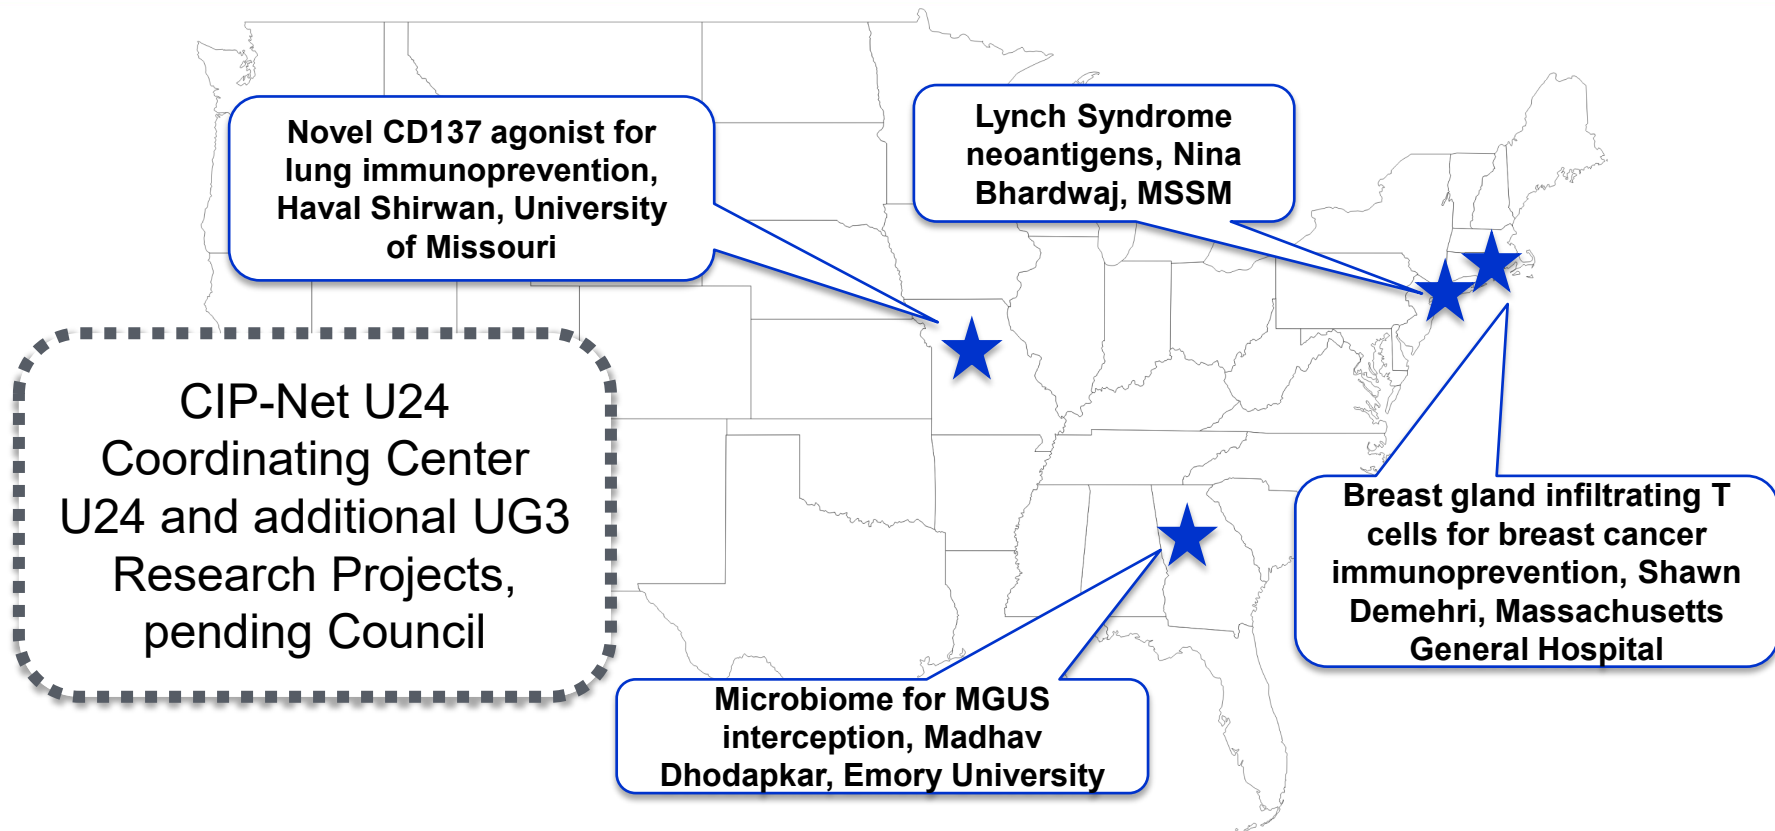 Novel CD137 agonist for
lung immunoprevention,
Haval Shirwan, University
of Missouri
Lynch Syndrome
neoantigens, Nina
Bhardwaj, MSSM
CIP-Net U24
Coordinating Center
U24 and additional UG3
Research Projects,
pending Council
Breast gland infiltrating T
cells for breast cancer
immunoprevention, Shawn
Demehri, Massachusetts
General Hospital
Microbiome for MGUS
interception, Madhav
Dhodapkar, Emory University